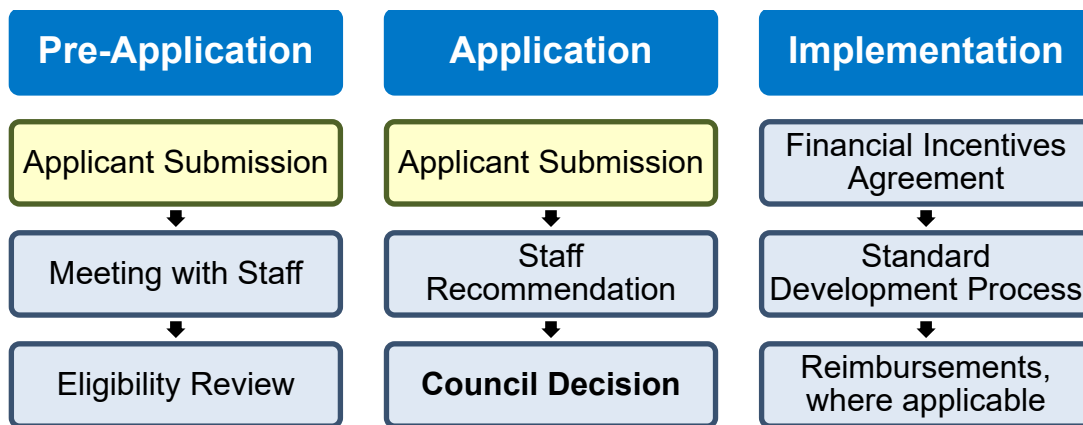 Pre-Application
Applicant Submission
Meeting with Staff
Eligibility Review
Application
Applicant Submission
Staff
Recommendation
Council Decision
Implementation
Financial Incentives
Agreement
Standard
Development Process
Reimbursements,
where applicable